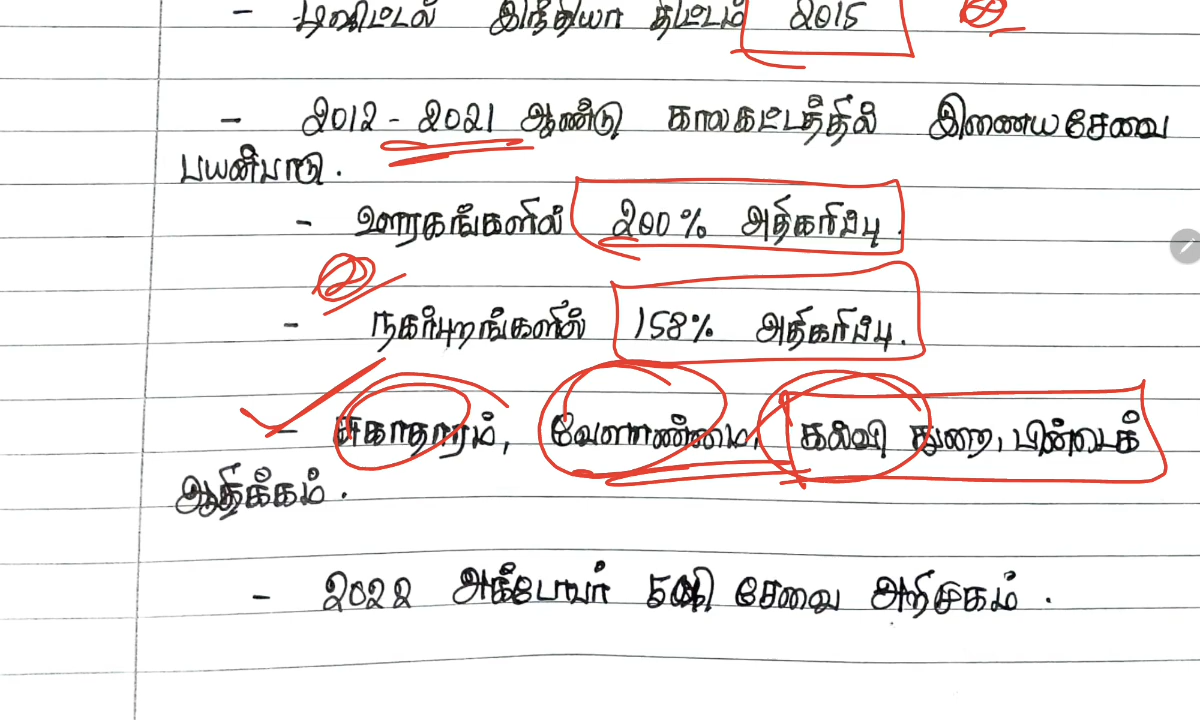 - டிஜிட்டல் இந்தியா திட்டம் 2015
- 2012 - 2021 ஆண்டு காலகட்டத்தில் இணையசேவை
பயன்பாடு.
- ஊரகங்களில் 200% அதிகரிப்பு.
- நகர்புறங்களில் 158% அதிகரிப்பு.
- சுகாதாரம், வேளாண்மை, கல்வி துறை,
ஆதிக்கம்.
- 2022 அக்டோபர் 5ஜி சேவை அறிமுகம்.